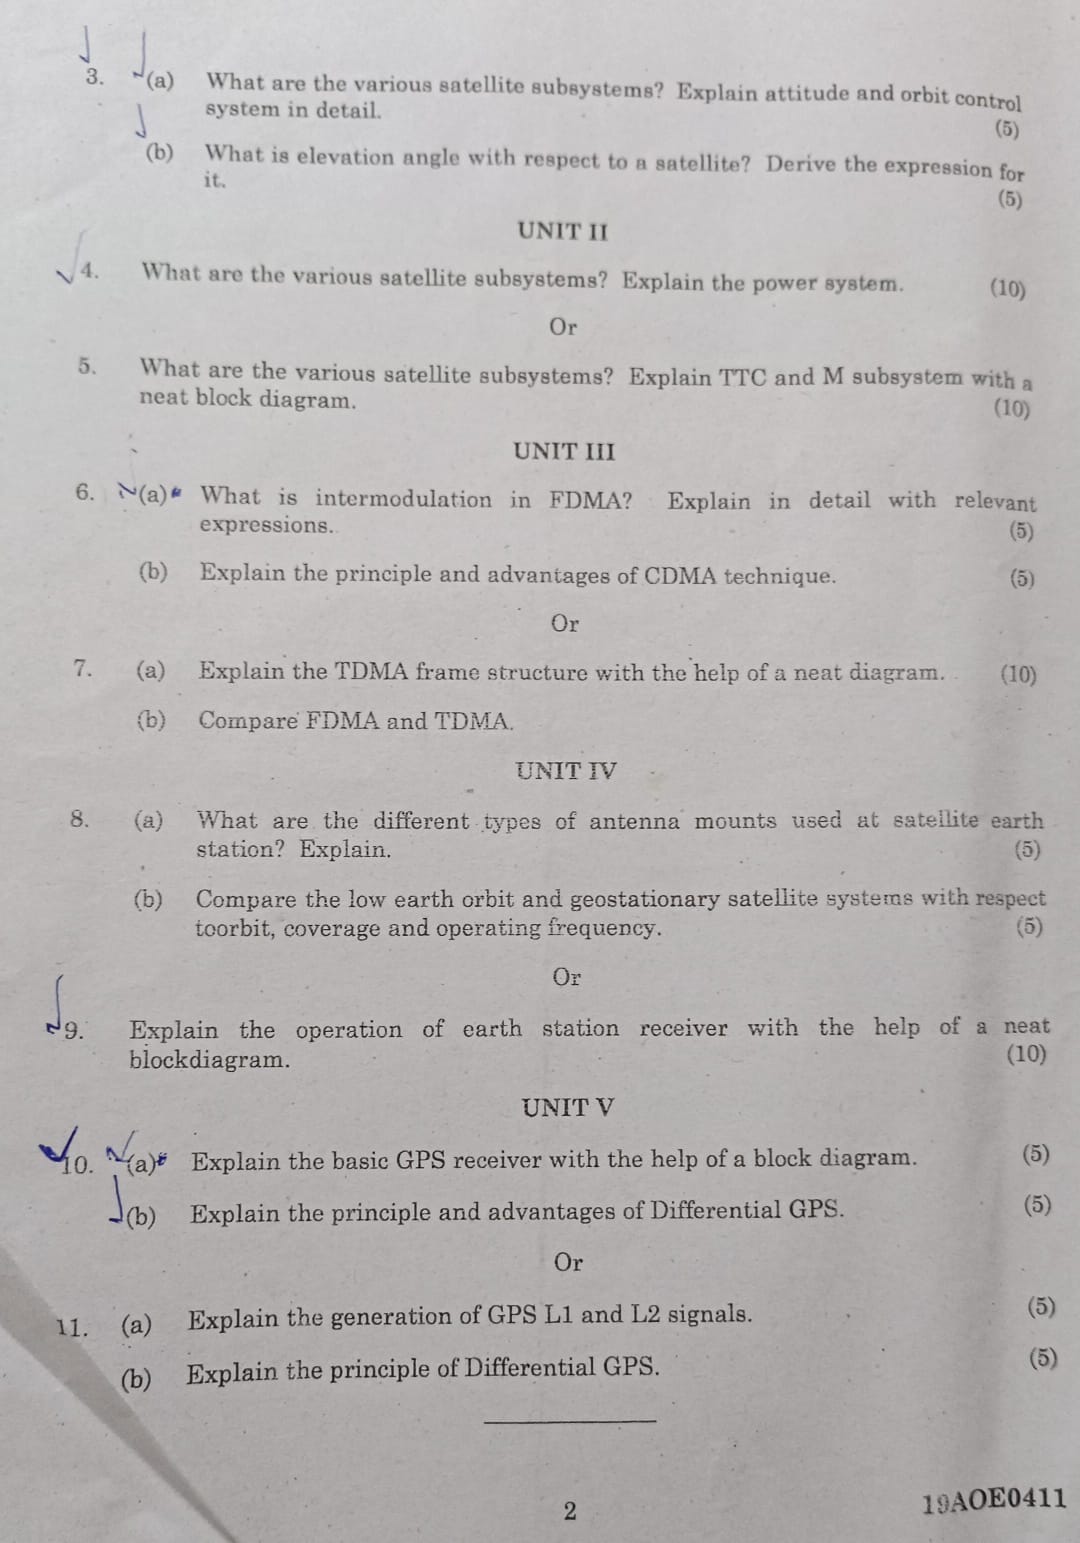 3. (a) What are the various satellite subsystems? Explain attitude and orbit control
system in detail.
(5)
(b) What is elevation angle with respect to a satellite? Derive the expression for
it.
(5)
UNIT II
4. What are the various satellite subsystems? Explain the power system. (10)
Or
5. What are the various satellite subsystems? Explain TTC and M subsystem with a
neat block diagram. (10)
UNIT III
6. (a) What is intermodulation in FDMA? Explain in detail with relevant
expressions. (5)
(b) Explain the principle and advantages of CDMA technique. (5)
Or
7. (a) Explain the TDMA frame structure with the help of a neat diagram. (10)
(b) Compare FDMA and TDMA.
UNIT IV
8. (a) What are the different types of antenna mounts used at satellite earth
station? Explain. (5)
(b) Compare the low earth orbit and geostationary satellite systems with respect
toorbit, coverage and operating frequency. (5)
Or
9. Explain the operation of earth station receiver with the help of a neat
blockdiagram. (10)
UNIT V
10. (a) Explain the basic GPS receiver with the help of a block diagram. (5)
(b) Explain the principle and advantages of Differential GPS. (5)
Or
11. (a) Explain the generation of GPS L1 and L2 signals. (5)
(b) Explain the principle of Differential GPS. (5)
2
19AOE0411